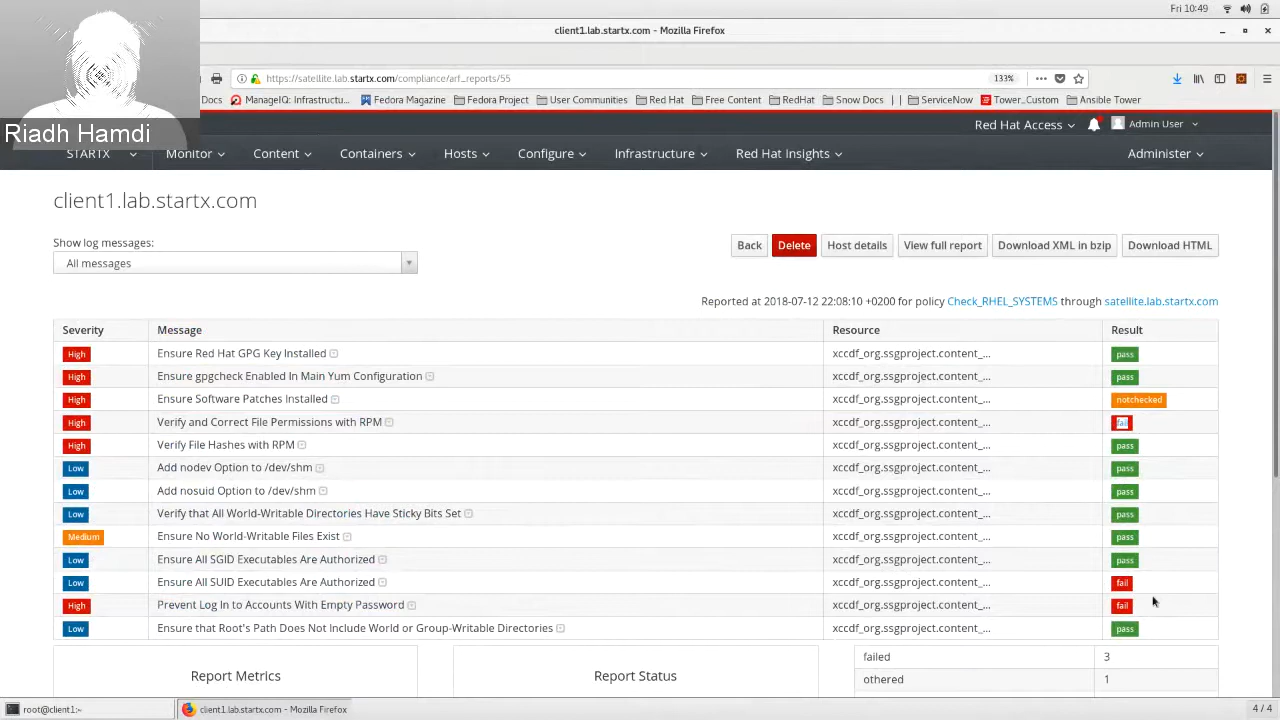 Fri 10:49
client1.lab.startx.com - Mozilla Firefox
https://satellite.lab.startx.com/compliance/arf_reports/55
133%
Docs ManageIQ: Infrastructu... Fedora Magazine Fedora Project User Communities Red Hat Free Content RedHat Snow Docs ServiceNow Tower_Custom Ansible Tower
Riadh Hamdi
Red Hat Access Admin User
STARTX Monitor Content Containers Hosts Configure Infrastructure Red Hat Insights Administer
client1.lab.startx.com
Show log messages:
All messages
Back Delete Host details View full report Download XML in bzip Download HTML
Reported at 2018-07-12 22:08:10 +0200 for policy Check_RHEL_SYSTEMS through satellite.lab.startx.com
Severity Message Resource Result
High Ensure Red Hat GPG Key Installed xccdf_org.ssgproject.content_... pass
High Ensure gpgcheck Enabled In Main Yum Configuration xccdf_org.ssgproject.content_... pass
High Ensure Software Patches Installed xccdf_org.ssgproject.content_... notchecked
High Verify and Correct File Permissions with RPM xccdf_org.ssgproject.content_... fail
High Verify File Hashes with RPM xccdf_org.ssgproject.content_... pass
Low Add nodev Option to /dev/shm xccdf_org.ssgproject.content_... pass
Low Add nosuid Option to /dev/shm xccdf_org.ssgproject.content_... pass
Low Verify that All World-Writable Directories Have Sticky Bits Set xccdf_org.ssgproject.content_... pass
Medium Ensure No World-Writable Files Exist xccdf_org.ssgproject.content_... pass
Low Ensure All SGID Executables Are Authorized xccdf_org.ssgproject.content_... pass
Low Ensure All SUID Executables Are Authorized xccdf_org.ssgproject.content_... fail
High Prevent Log In to Accounts With Empty Password xccdf_org.ssgproject.content_... fail
Low Ensure that Root's Path Does Not Include World or Group-Writable Directories xccdf_org.ssgproject.content_... pass
Report Metrics
Report Status
failed 3
othered 1
root@client1:~
client1.lab.startx.com - Mozilla Firefox
4 / 4